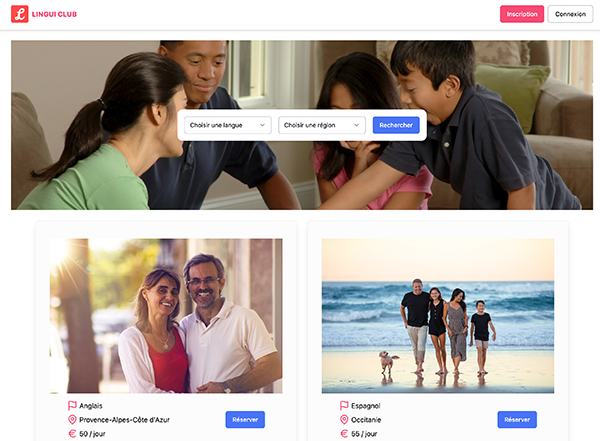 LINGUI CLUB
Inscription
Connexion
Choisir une langue
Choisir une région
Rechercher
Anglais
Provence-Alpes-Côte d'Azur
50 / jour
Réserver
Espagnol
Occitanie
55 / jour
Réserver